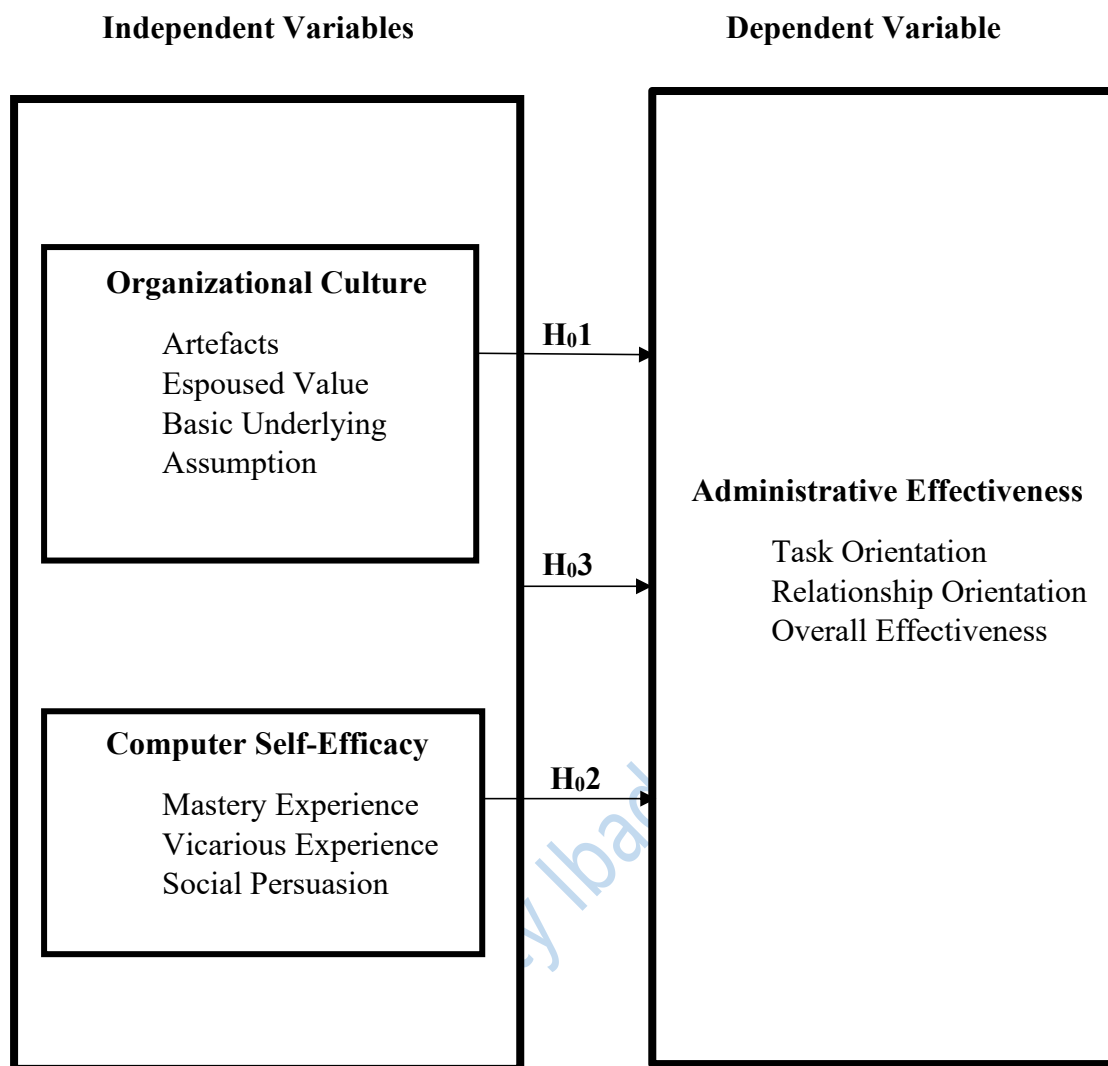 Independent Variables
Dependent Variable
Organizational Culture
Artefacts
Espoused Value
Basic Underlying
Assumption
H₀1
H₀3
Computer Self-Efficacy
Mastery Experience
Vicarious Experience
Social Persuasion
H₀2
Administrative Effectiveness
Task Orientation
Relationship Orientation
Overall Effectiveness